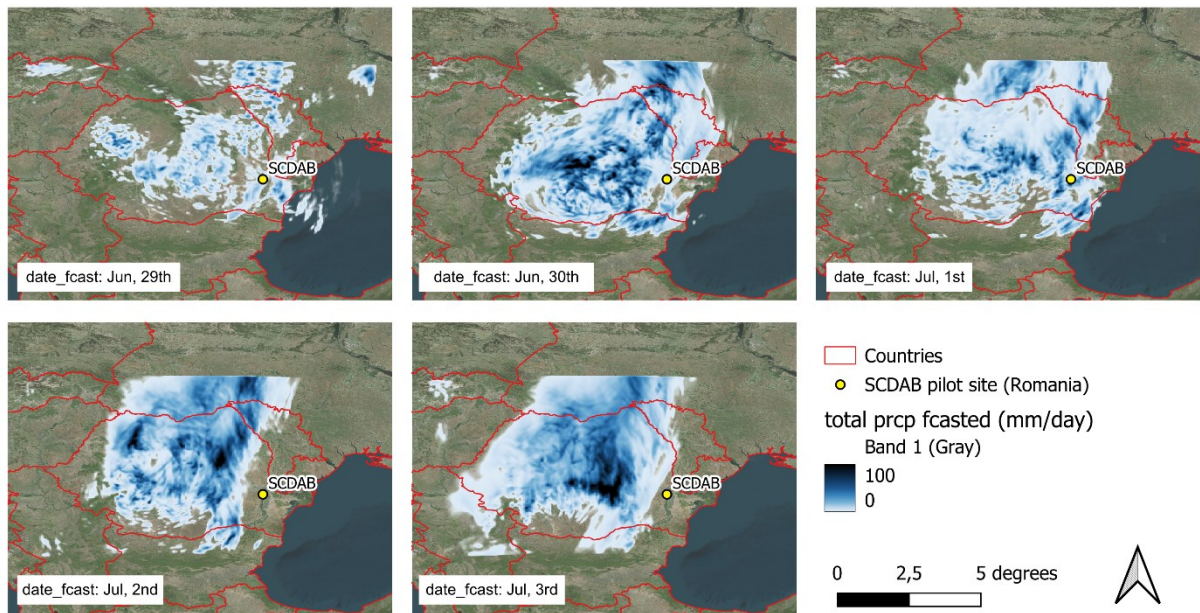 SCDAB
date_fcast: Jun, 29th
SCDAB
date_fcast: Jun, 30th
SCDAB
date_fcast: Jul, 1st
SCDAB
date_fcast: Jul, 2nd
SCDAB
date_fcast: Jul, 3rd
Countries
SCDAB pilot site (Romania)
total prcp fcasted (mm/day)
Band 1 (Gray)
100
0
0 2,5 5 degrees